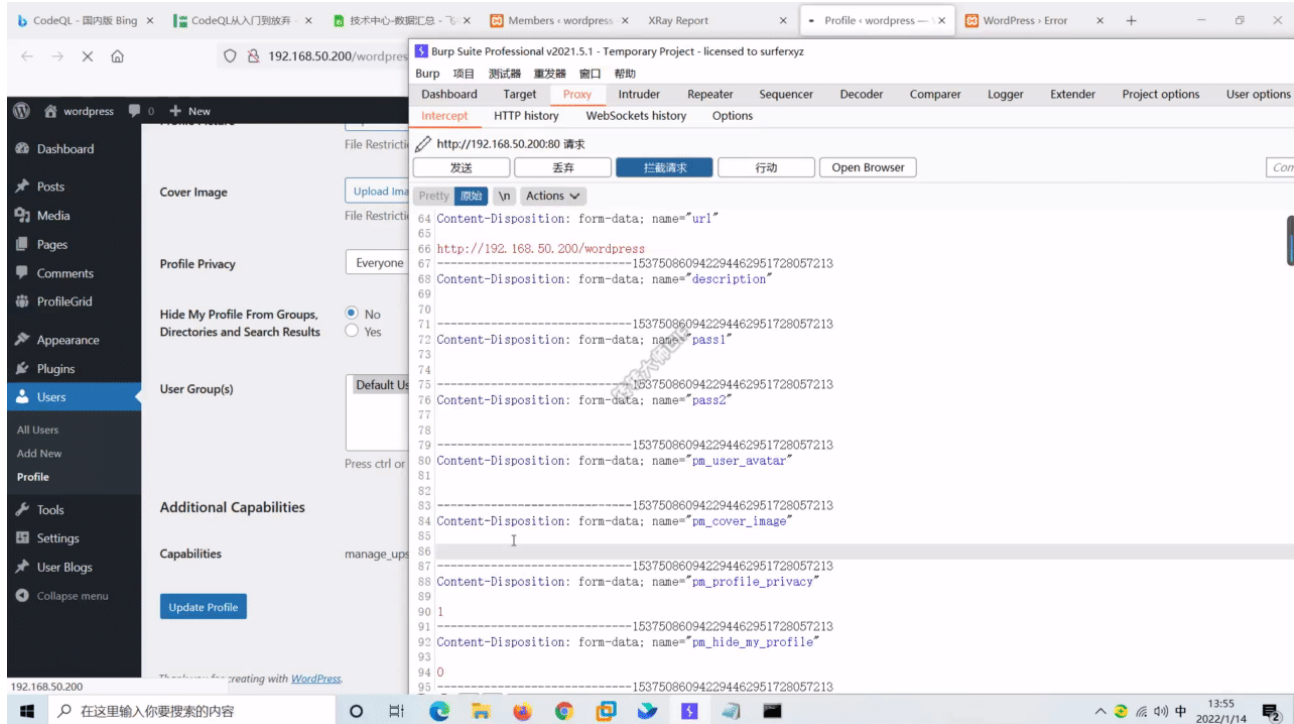 CodeQL - 国内版 Bing
CodeQL从入门到放弃 -
技术中心-数据汇总 -
Members ‹ wordpress
XRay Report
Profile ‹ wordpress —
WordPress › Error
192.168.50.200/wordpres
Burp Suite Professional v2021.5.1 - Temporary Project - licensed to surferxyz
Burp 项目 测试器 重发器 窗口 帮助
Dashboard Target Proxy Intruder Repeater Sequencer Decoder Comparer Logger Extender Project options User options
Intercept HTTP history WebSockets history Options
http://192.168.50.200:80 请求
发送 丢弃 拦截请求 行动 Open Browser
Pretty 原始 \n Actions
wordpress 0 + New
Dashboard
Posts
Media
Pages
Comments
ProfileGrid
Appearance
Plugins
Users
All Users
Add New
Profile
Tools
Settings
User Blogs
Collapse menu
192.168.50.200
Profile Picture
File Restricti
Cover Image
Upload Ima
File Restricti
Profile Privacy
Everyone
Hide My Profile From Groups,
Directories and Search Results
No
Yes
User Group(s)
Default Us
Press ctrl or
Additional Capabilities
Capabilities
manage_ups
Update Profile
Thank you for creating with WordPress.
64 Content-Disposition: form-data; name="url"
65
66 http://192.168.50.200/wordpress
67 -----------------------------153750860942294462951728057213
68 Content-Disposition: form-data; name="description"
69
70
71 -----------------------------153750860942294462951728057213
72 Content-Disposition: form-data; name="pass1"
73
74
75 -----------------------------153750860942294462951728057213
76 Content-Disposition: form-data; name="pass2"
77
78
79 -----------------------------153750860942294462951728057213
80 Content-Disposition: form-data; name="pm_user_avatar"
81
82
83 -----------------------------153750860942294462951728057213
84 Content-Disposition: form-data; name="pm_cover_image"
85
86
87 -----------------------------153750860942294462951728057213
88 Content-Disposition: form-data; name="pm_profile_privacy"
89
90 1
91 -----------------------------153750860942294462951728057213
92 Content-Disposition: form-data; name="pm_hide_my_profile"
93
94 0
95 -----------------------------153750860942294462951728057213
在这里输入你要搜索的内容
中
13:55
2022/1/14
2